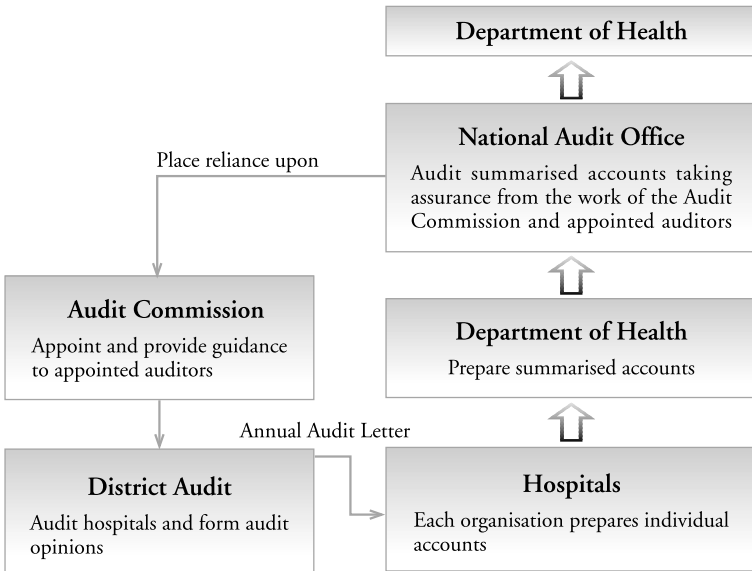 Department of Health
National Audit Office
Audit summarised accounts taking
assurance from the work of the Audit
Commission and appointed auditors
Place reliance upon
Audit Commission
Appoint and provide guidance
to appointed auditors
Department of Health
Prepare summarised accounts
Annual Audit Letter
District Audit
Audit hospitals and form audit
opinions
Hospitals
Each organisation prepares individual
accounts